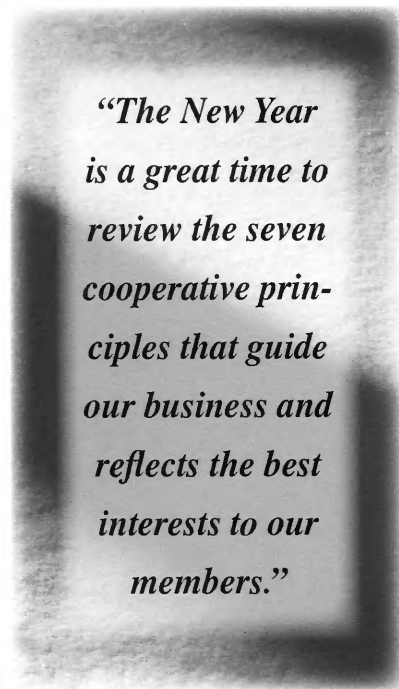 “The New Year
is a great time to
review the seven
cooperative prin-
ciples that guide
our business and
reflects the best
interests to our
members.”